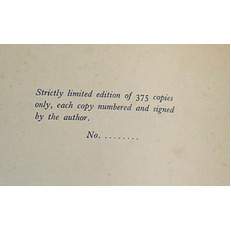 Strictly limited edition of 375 copies
only, each copy numbered and signed
by the author.
No. ........